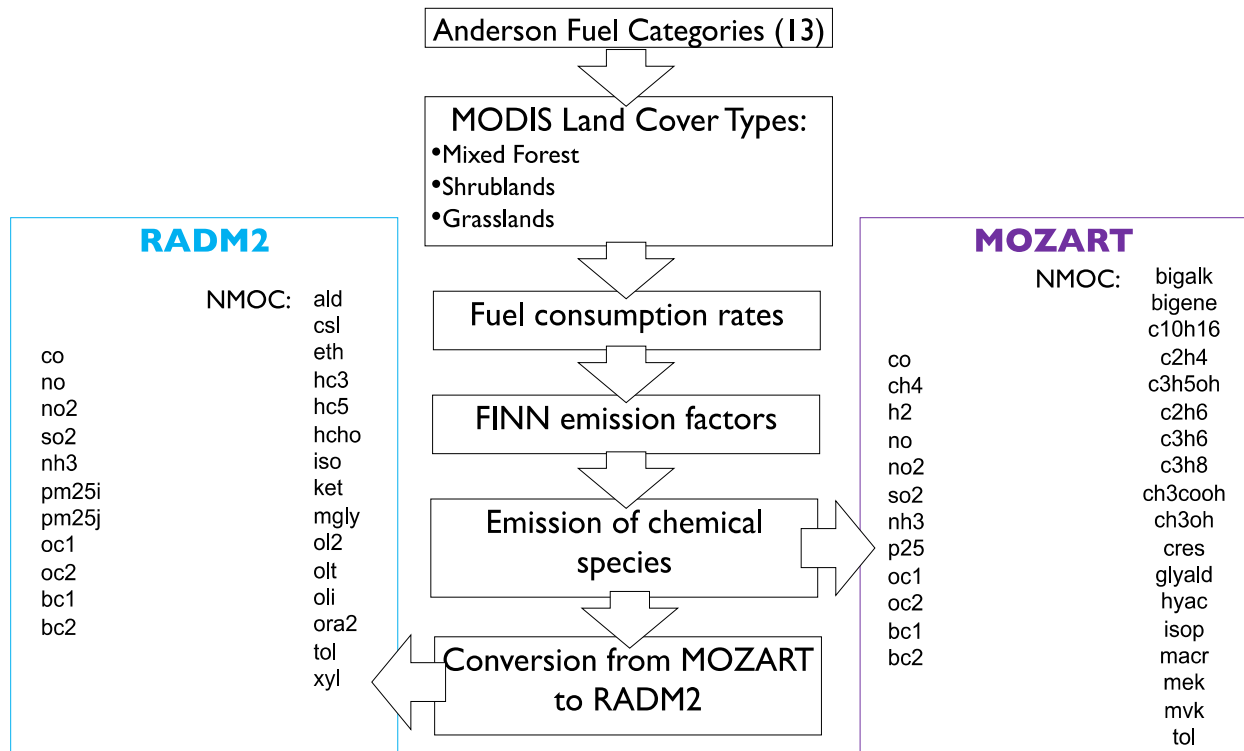 Anderson Fuel Categories (13)
MODIS Land Cover Types:
•Mixed Forest
•Shrublands
•Grasslands
Fuel consumption rates
FINN emission factors
Emission of chemical
species
Conversion from MOZART
to RADM2
RADM2
NMOC:
ald
csl
eth
hc3
hc5
hcho
iso
ket
mgly
ol2
olt
oli
ora2
tol
xyl
co
no
no2
so2
nh3
pm25i
pm25j
oc1
oc2
bc1
bc2
MOZART
NMOC:
bigalk
bigene
c10h16
c2h4
c3h5oh
c2h6
c3h6
c3h8
ch3cooh
ch3oh
cres
glyald
hyac
isop
macr
mek
mvk
tol
co
ch4
h2
no
no2
so2
nh3
p25
oc1
oc2
bc1
bc2